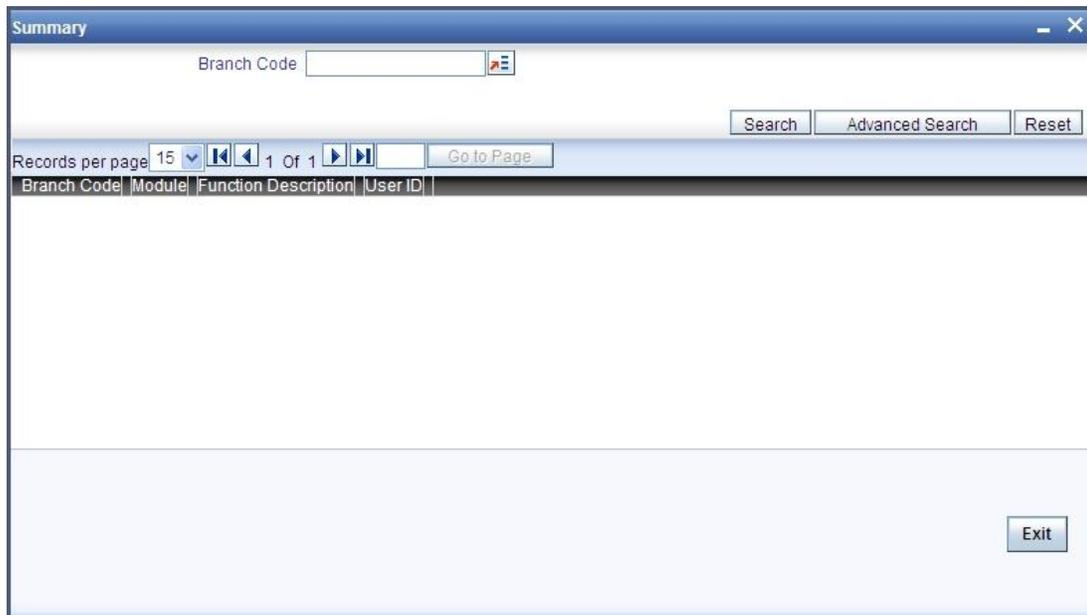 Summary
Branch Code
Search Advanced Search Reset
Records per page 15 1 Of 1 Go to Page
Branch Code Module Function Description User ID
Exit